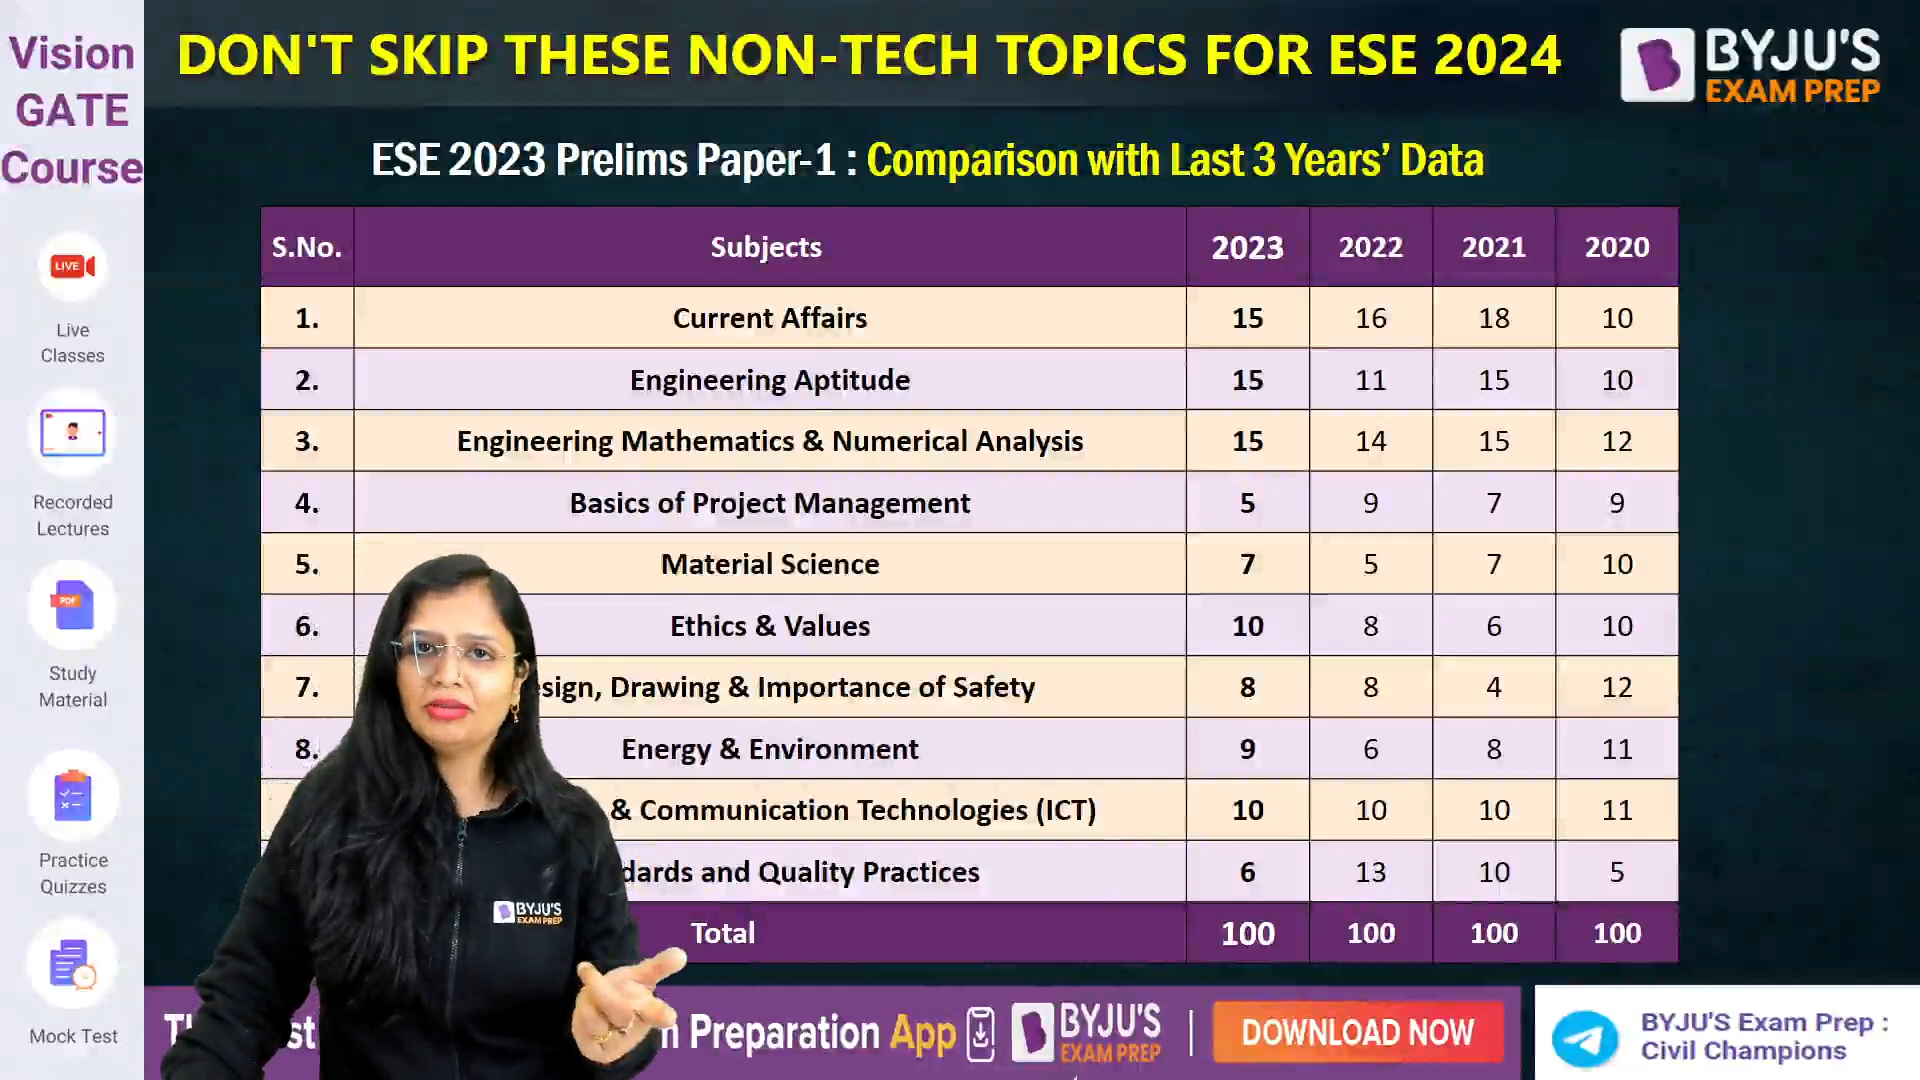 Vision
GATE
Course
LIVE
Live
Classes
Recorded
Lectures
PDF
Study
Material
Practice
Quizzes
Mock Test
DON'T SKIP THESE NON-TECH TOPICS FOR ESE 2024
BYJU'S
EXAM PREP
ESE 2023 Prelims Paper-1 : Comparison with Last 3 Years' Data
S.No. Subjects 2023 2022 2021 2020
1. Current Affairs 15 16 18 10
2. Engineering Aptitude 15 11 15 10
3. Engineering Mathematics & Numerical Analysis 15 14 15 12
4. Basics of Project Management 5 9 7 9
5. Material Science 7 5 7 10
6. Ethics & Values 10 8 6 10
7. Drawing & Importance of Safety 8 8 4 12
8. Energy & Environment 9 6 8 11
& Communication Technologies (ICT) 10 10 10 11
and Quality Practices 6 13 10 5
Total 100 100 100 100
BYJU'S
EXAM PREP
Preparation App
BYJU'S
EXAM PREP
DOWNLOAD NOW
BYJU'S Exam Prep :
Civil Champions